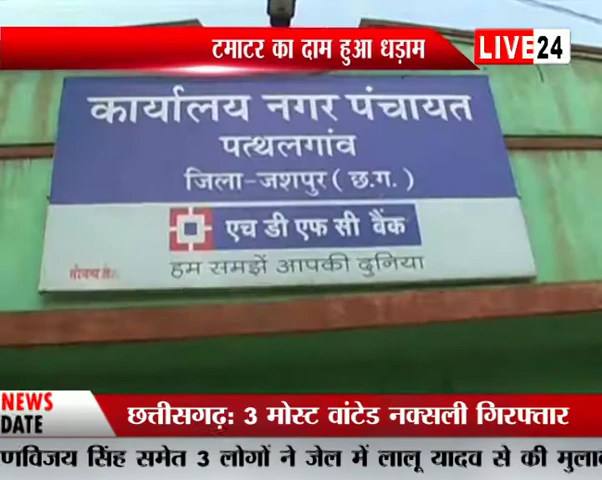 टमाटर का दाम हुआ धड़ाम
LIVE24
कार्यालय नगर पंचायत
पत्थलगांव
जिला-जशपुर (छ.ग.)
एच डी एफ सी बैंक
हम समझें आपकी दुनिया
NEWS
DATE
छत्तीसगढ़: 3 मोस्ट वांटेड नक्सली गिरफ्तार
णविजय सिंह समेत 3 लोगों ने जेल में लालू यादव से की मुलाक